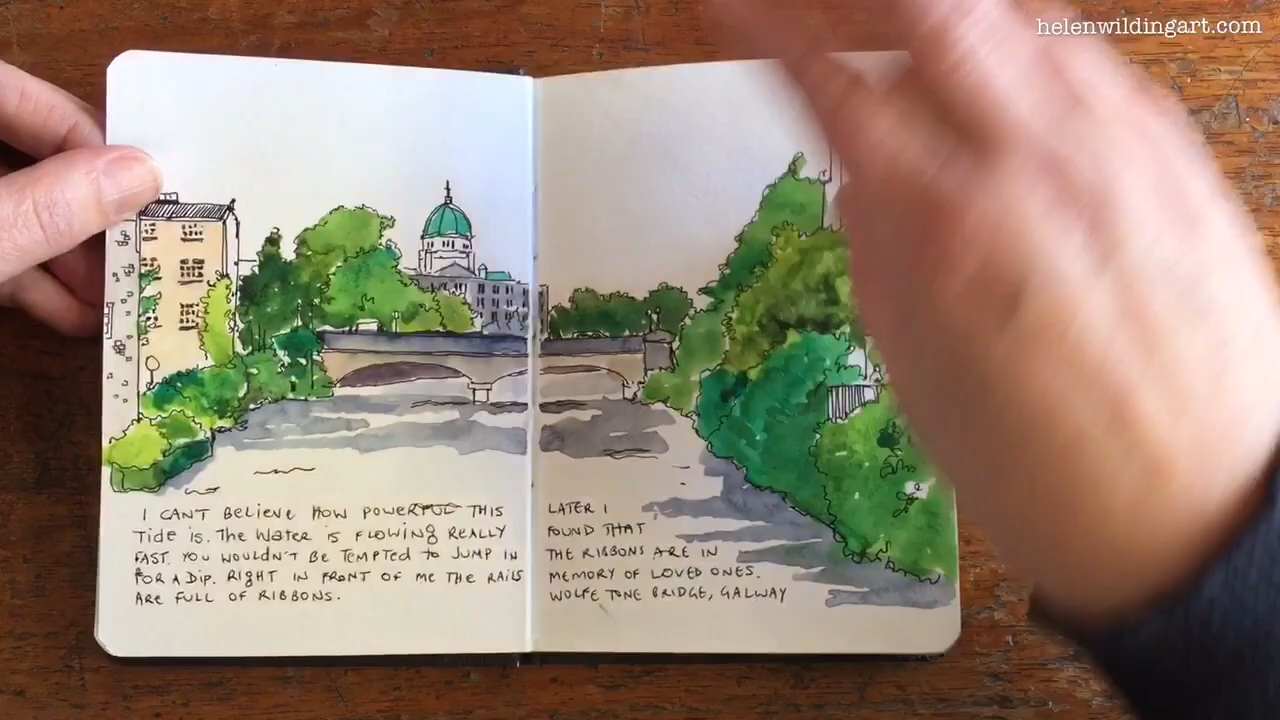 helenwildingart.com
I CAN'T BELIEVE HOW POWERFUL THIS
TIDE IS. THE WATER IS FLOWING REALLY
FAST. YOU WOULDN'T BE TEMPTED TO JUMP IN
FOR A DIP. RIGHT IN FRONT OF ME THE RAILS
ARE FULL OF RIBBONS.
LATER I
FOUND THAT
THE RIBBONS ARE IN
MEMORY OF LOVED ONES.
WOLFE TONE BRIDGE, GALWAY